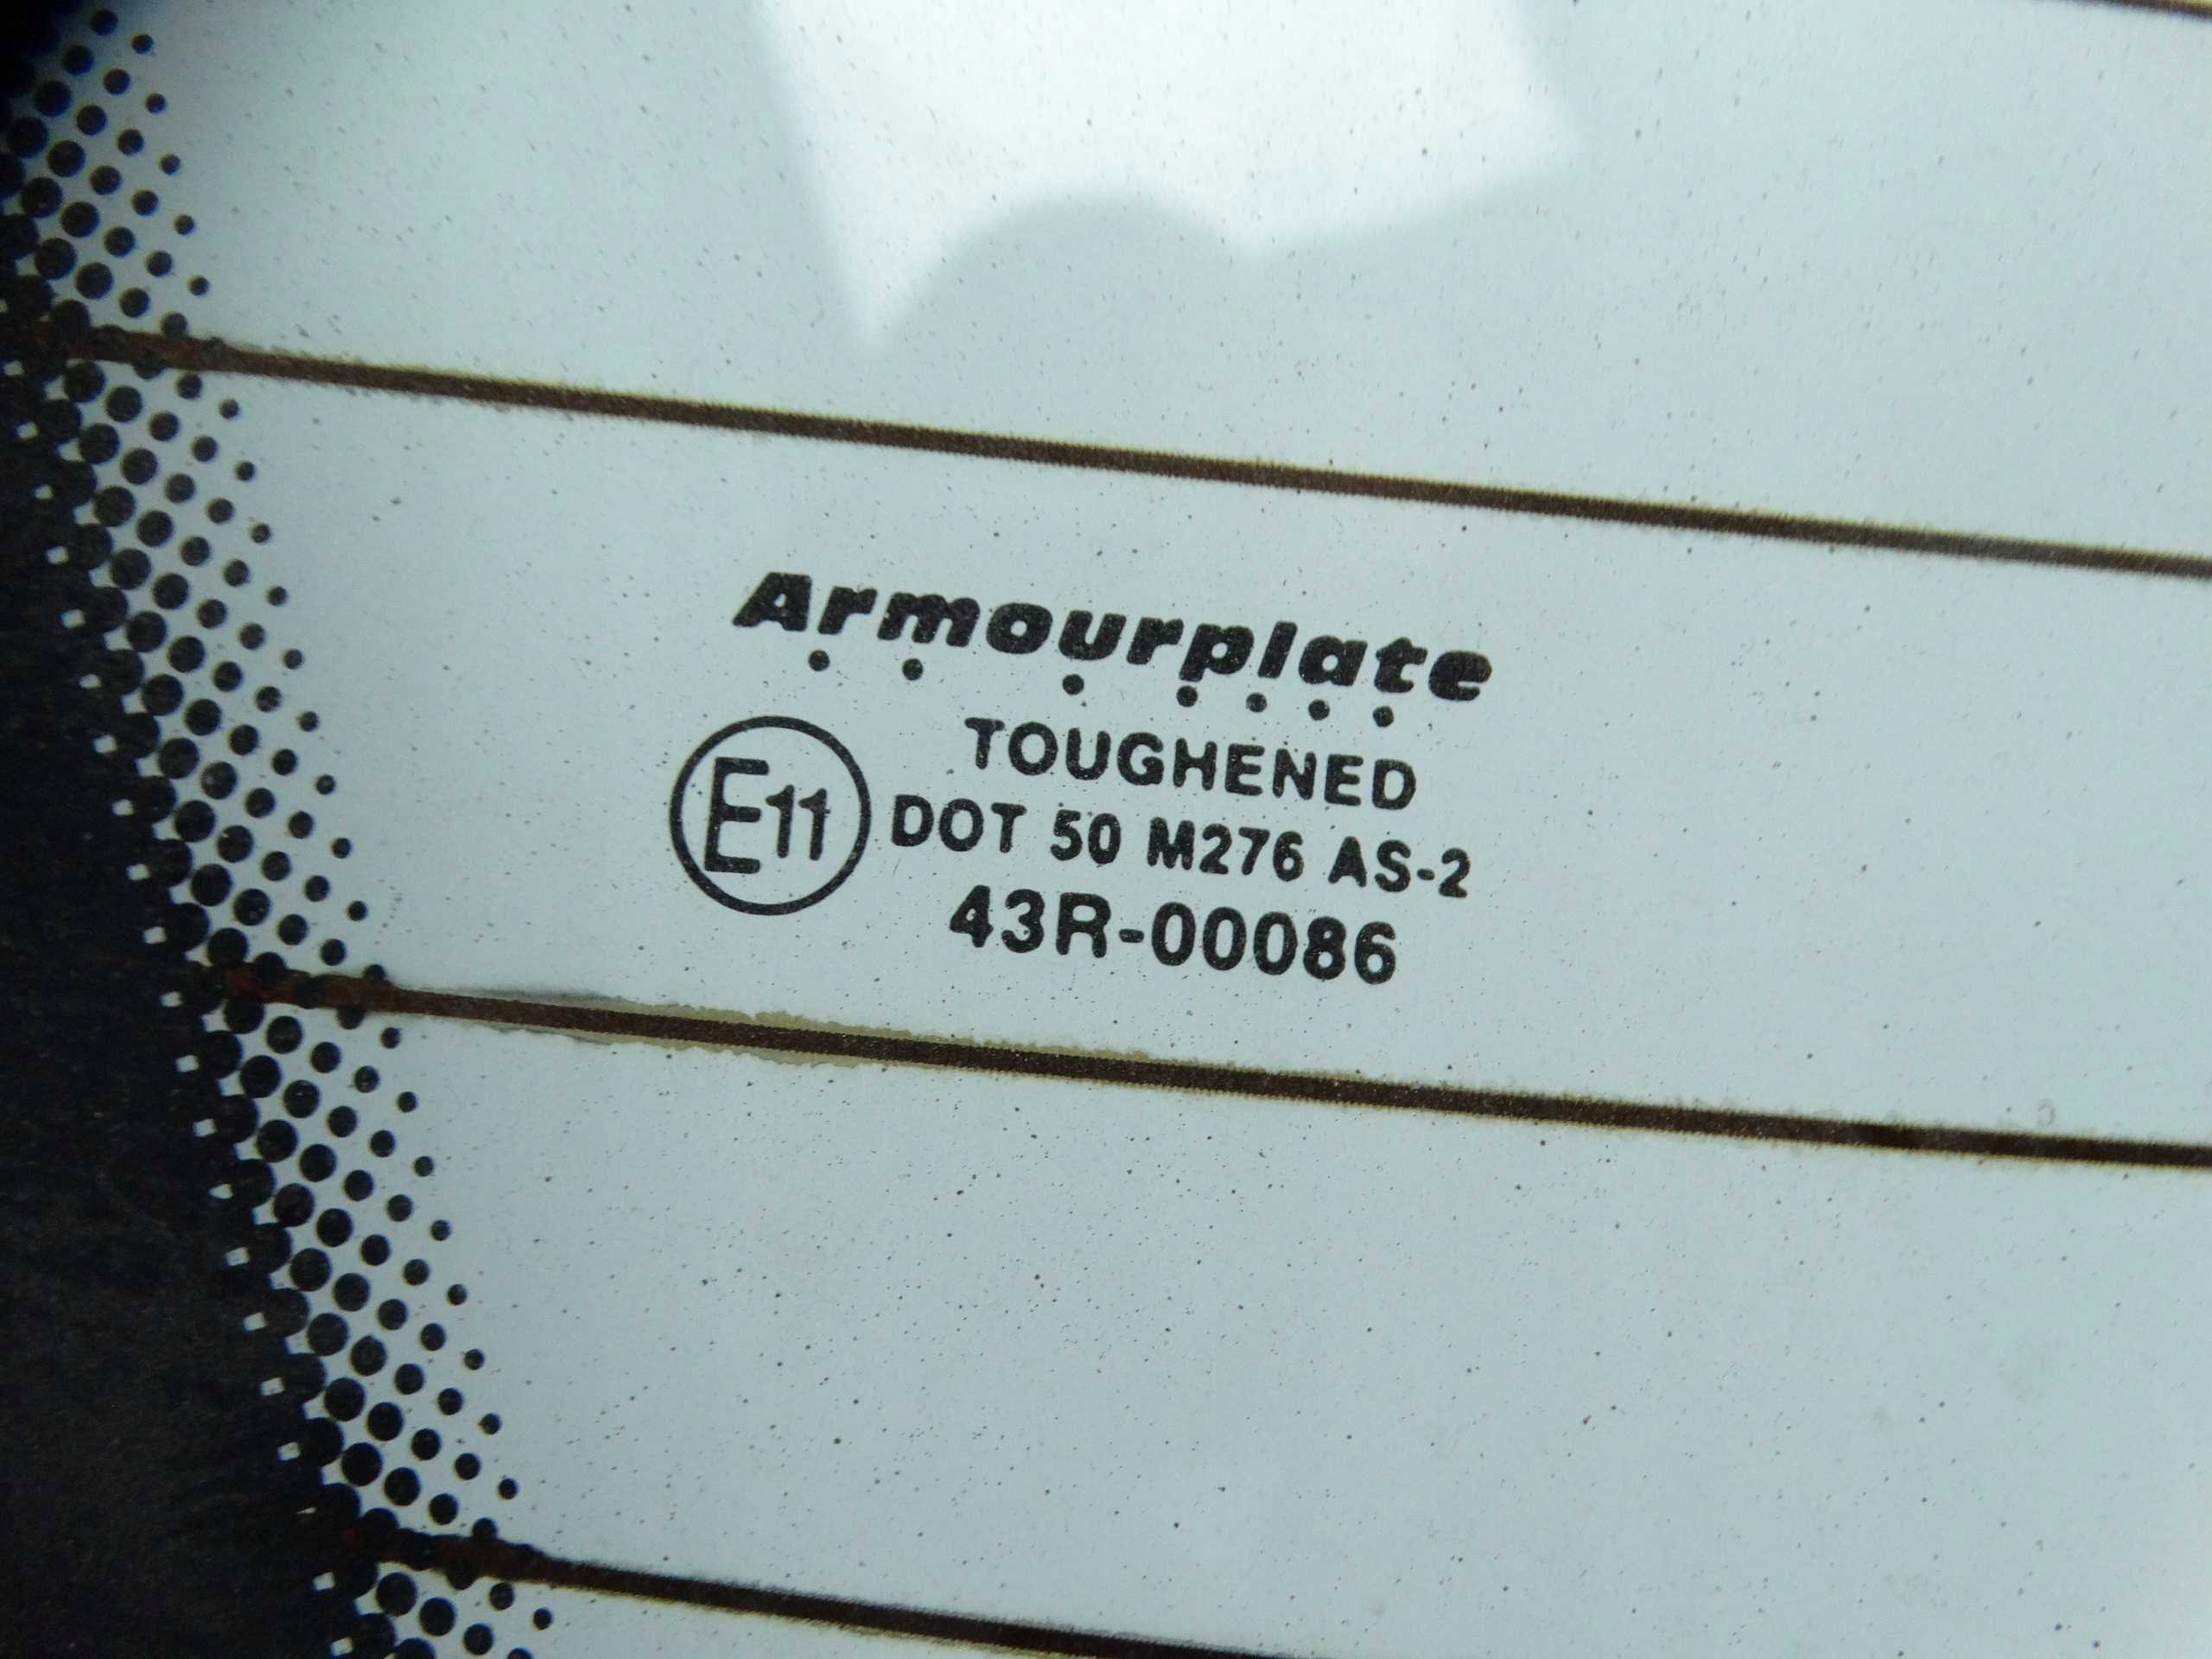 Armourplate
TOUGHENED
E11 DOT 50 M276 AS-2
43R-00086